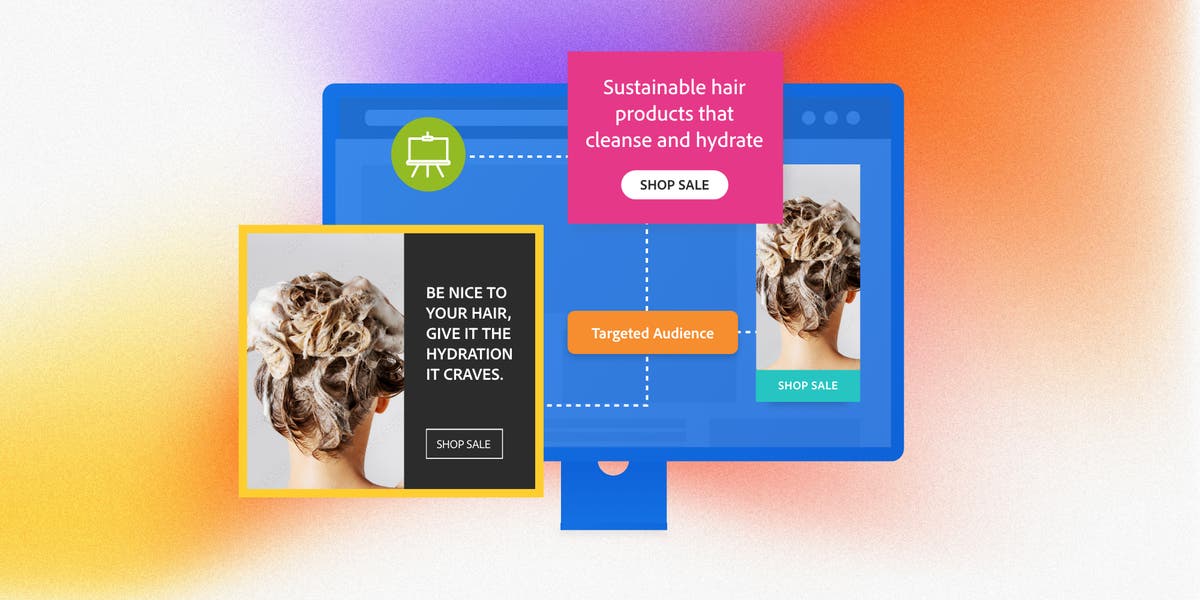 Sustainable hair
products that
cleanse and hydrate
SHOP SALE
BE NICE TO
YOUR HAIR,
GIVE IT THE
HYDRATION
IT CRAVES.
SHOP SALE
Targeted Audience
SHOP SALE